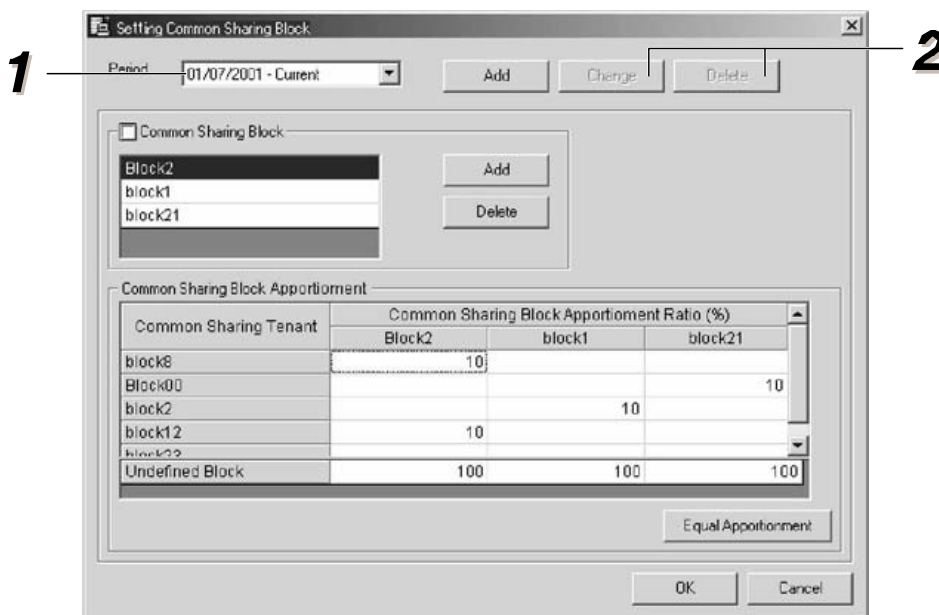 Setting Common Sharing Block
1
2
Period 01/07/2001 - Current Add Change Delete
Common Sharing Block
Block2
block1
block21
Add
Delete
Common Sharing Block Apportioment
Common Sharing Tenant
Common Sharing Block Apportioment Ratio (%)
Block2 block1 block21
block8 10
Block00 10
block2 10
block12 10
Undefined Block 100 100 100
Equal Apportionment
OK Cancel